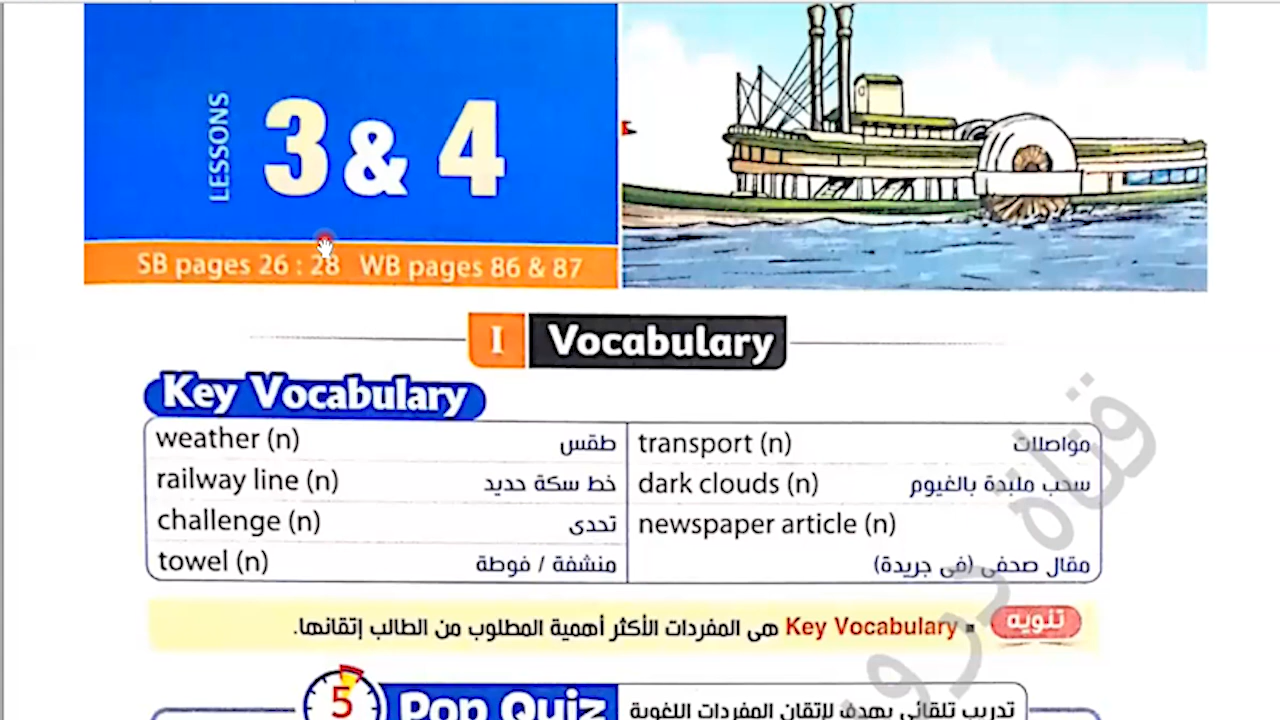 LESSONS 3 & 4
SB pages 26 : 28 WB pages 86 & 87
I Vocabulary
Key Vocabulary
weather (n) طقس
transport (n) مواصلات
railway line (n) خط سكة حديد
dark clouds (n) سحب ملبدة بالغيوم
challenge (n) تحدى
newspaper article (n)
towel (n) منشفة / فوطة
مقال صحفى (فى جريدة)
تنويه ▪ Key Vocabulary هى المفردات الأكثر أهمية المطلوب من الطالب إتقانها.
5 Pop Quiz تدريب تلقائى يهدف لإتقان المفردات اللغوية
قناة